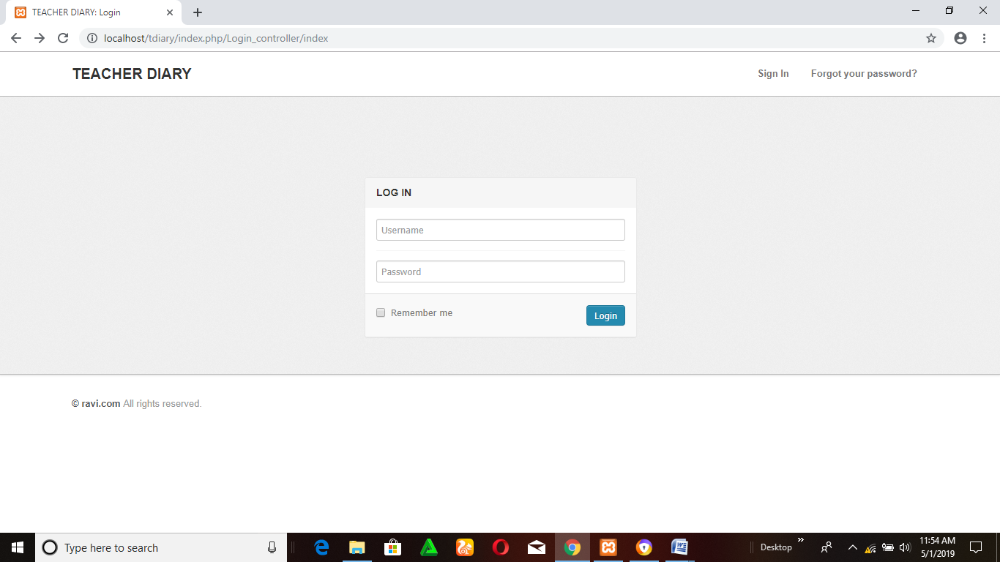 TEACHER DIARY: Login
localhost/tdiary/index.php/Login_controller/index
TEACHER DIARY
Sign In
Forgot your password?
LOG IN
Username
Password
Remember me
Login
© ravi.com All rights reserved.
Type here to search
Desktop
11:54 AM
5/1/2019